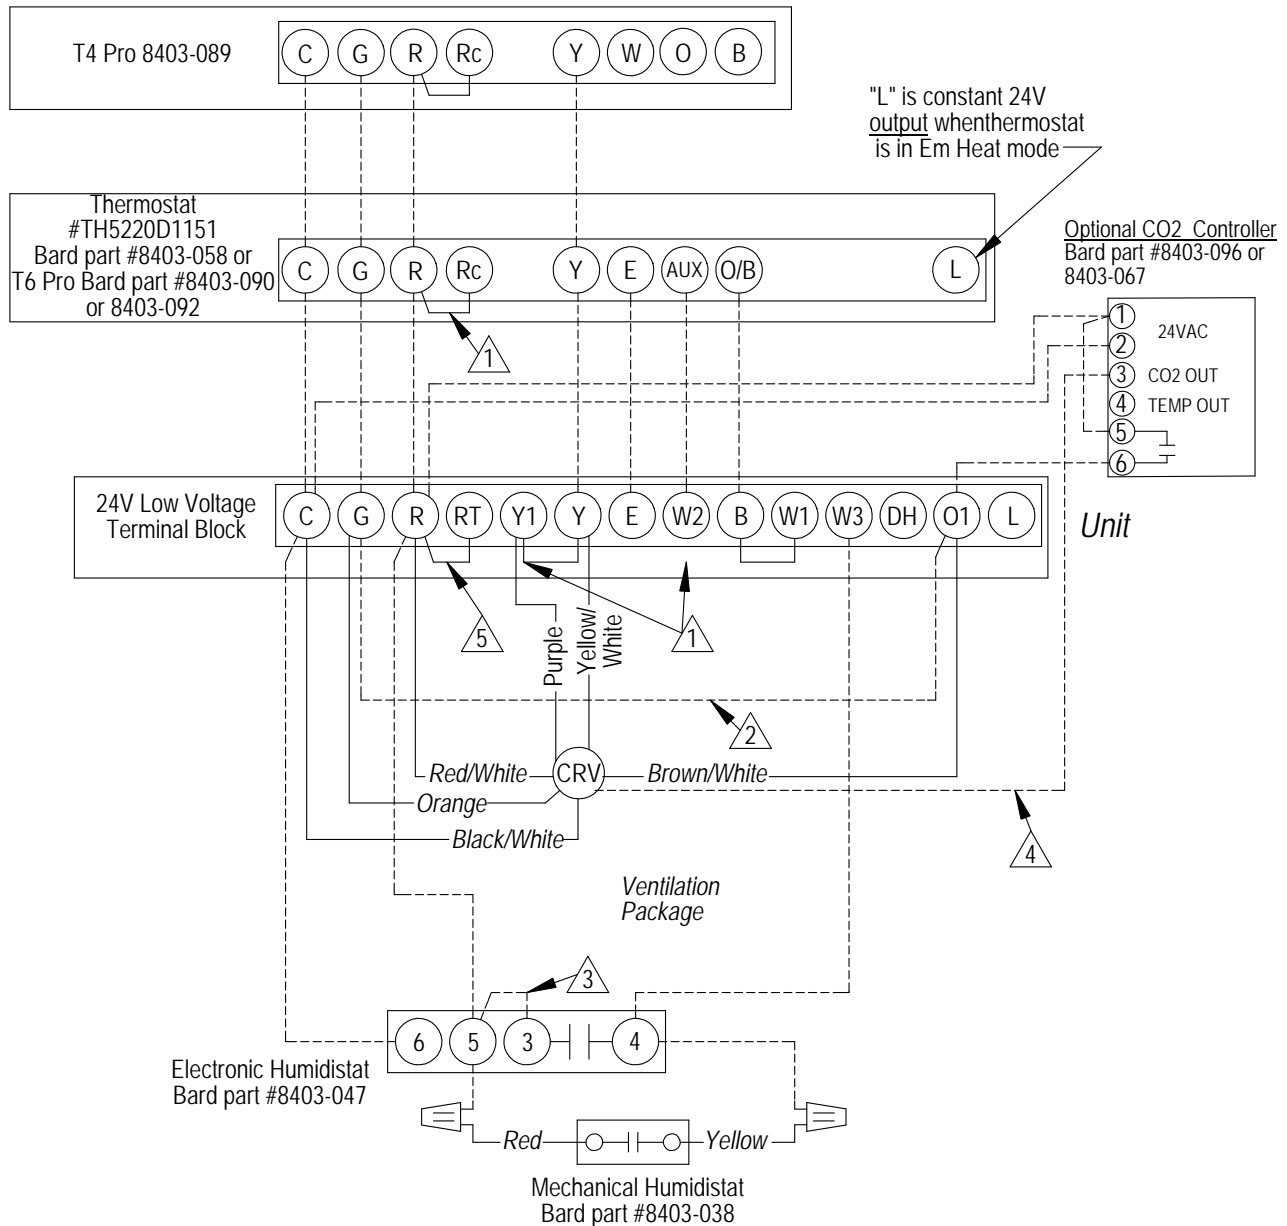 T4 Pro 8403-089
C G R Rc Y W O B
"L" is constant 24V
output whenthermostat
is in Em Heat mode
Thermostat
#TH5220D1151
Bard part #8403-058 or
T6 Pro Bard part #8403-090
or 8403-092
C G R Rc Y E AUX O/B L
Optional CO2 Controller
Bard part #8403-096 or
8403-067
1
24VAC
2
3 CO2 OUT
4 TEMP OUT
5
6
1
24V Low Voltage
Terminal Block
C G R RT Y1 Y E W2 B W1 W3 DH O1 L
Unit
5
1
Purple
Yellow/
White
2
Red/White
CRV
Brown/White
Orange
Black/White
4
Ventilation
Package
3
6 5 3 4
Electronic Humidistat
Bard part #8403-047
Red
Yellow
Mechanical Humidistat
Bard part #8403-038